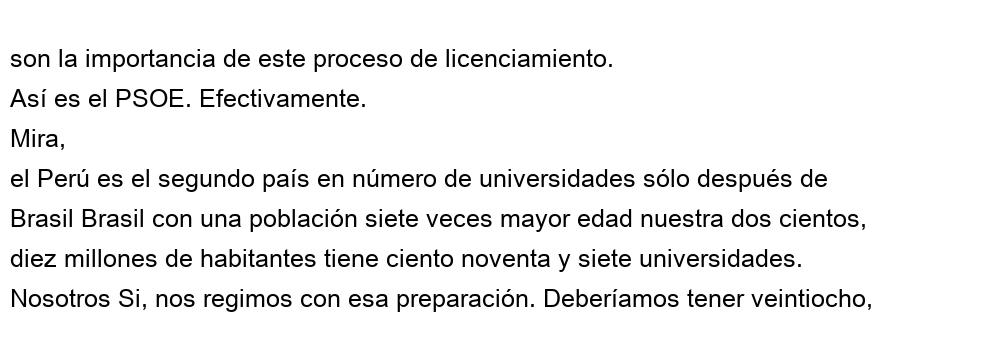 son la importancia de este proceso de licenciamiento.
Así es el PSOE. Efectivamente.
Mira,
el Perú es el segundo país en número de universidades sólo después de
Brasil Brasil con una población siete veces mayor edad nuestra dos cientos,
diez millones de habitantes tiene ciento noventa y siete universidades.
Nosotros Si, nos regimos con esa preparación. Deberíamos tener veintiocho,